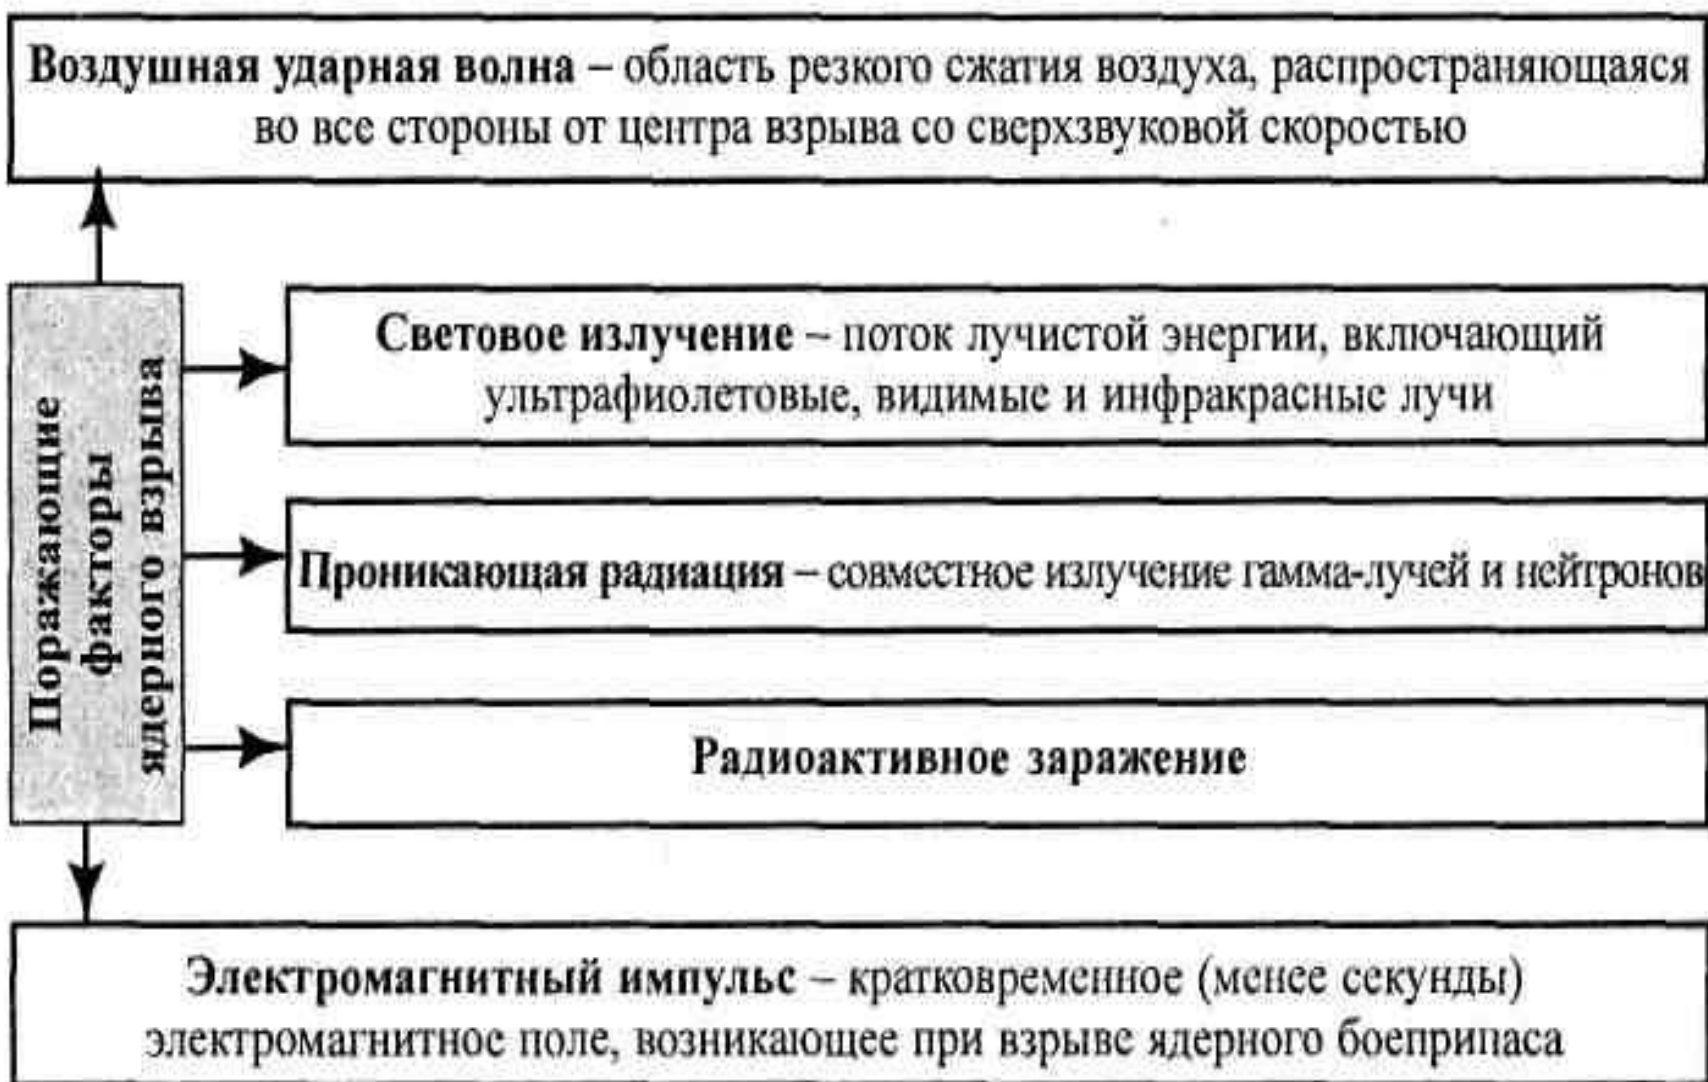 Воздушная ударная волна – область резкого сжатия воздуха, распространяющаяся
во все стороны от центра взрыва со сверхзвуковой скоростью
Поражающие
факторы
ядерного взрыва
Световое излучение – поток лучистой энергии, включающий
ультрафиолетовые, видимые и инфракрасные лучи
Проникающая радиация – совместное излучение гамма-лучей и нейтронов
Радиоактивное заражение
Электромагнитный импульс – кратковременное (менее секунды)
электромагнитное поле, возникающее при взрыве ядерного боеприпаса